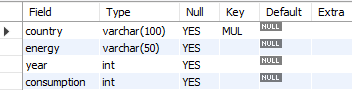 Field Type Null Key Default Extra
country varchar(100) YES MUL NULL
energy varchar(50) YES NULL
year int YES NULL
consumption int YES NULL